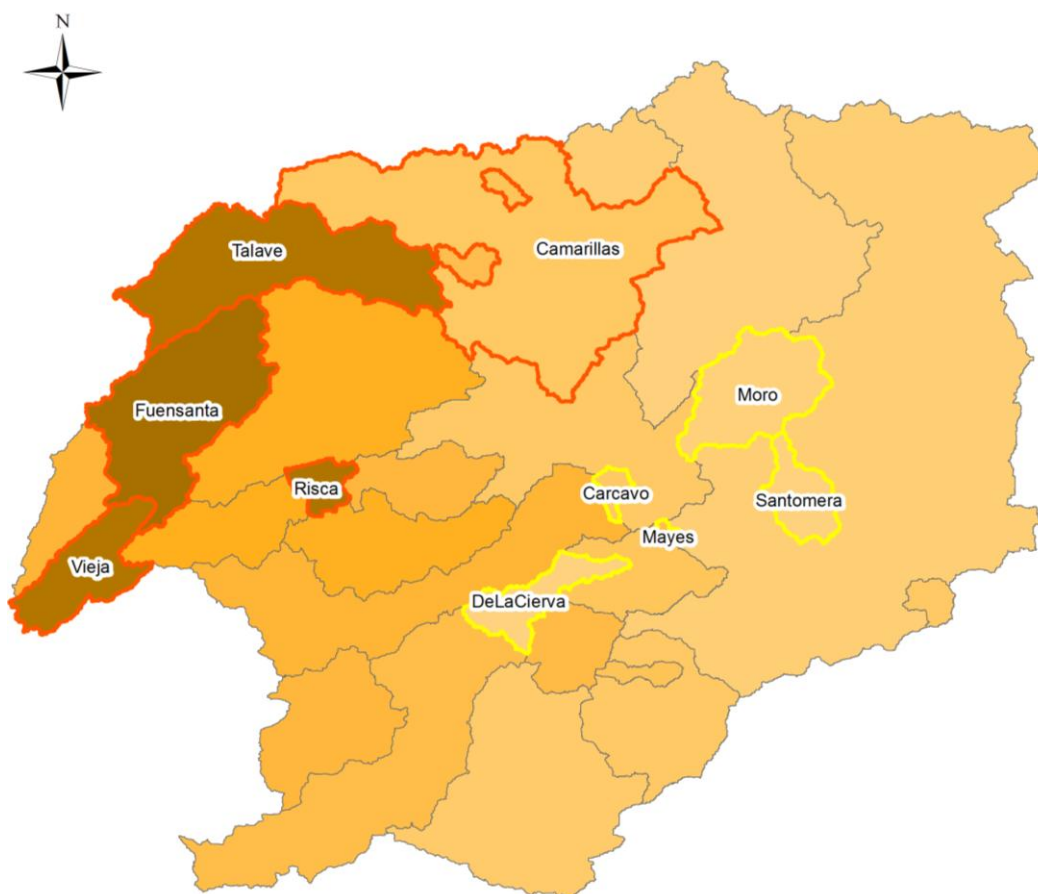 N
Talave
Camarillas
Fuensanta
Moro
Risca
Carcavo
Santomera
Mayes
Vieja
DeLaCierva